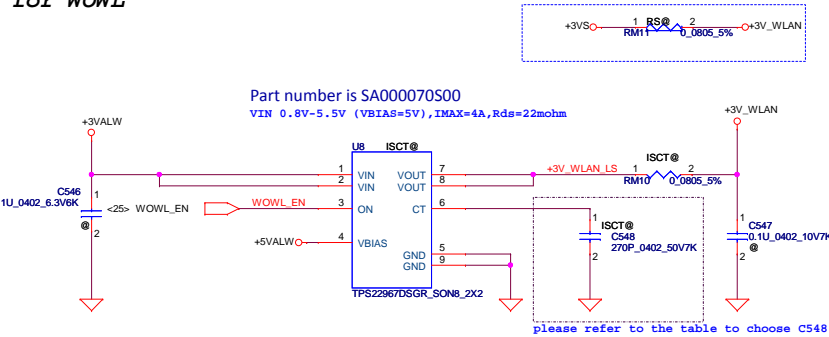 for WOWL
+3VS 1 RS@ 2 +3V_WLAN
RM11 0_0805_5%
Part number is SA000070S00
VIN 0.8V-5.5V (VBIAS=5V),IMAX=4A,Rds=22mohm
+3VALW
+3V_WLAN
U8 ISCT@
1 VIN VOUT 7
2 VIN VOUT 8
+3V_WLAN_LS
ISCT@
1 2
RM10 0_0805_5%
C546
1U_0402_6.3V6K
1
@
2
<25> WOWL_EN
WOWL_EN
3 ON CT 6
+5VALW 4 VBIAS
GND 5
GND 9
TPS22967DSGR_SON8_2X2
1
ISCT@
C548
270P_0402_50V7K
2
1
C547
0.1U_0402_10V7K
@
2
please refer to the table to choose C548